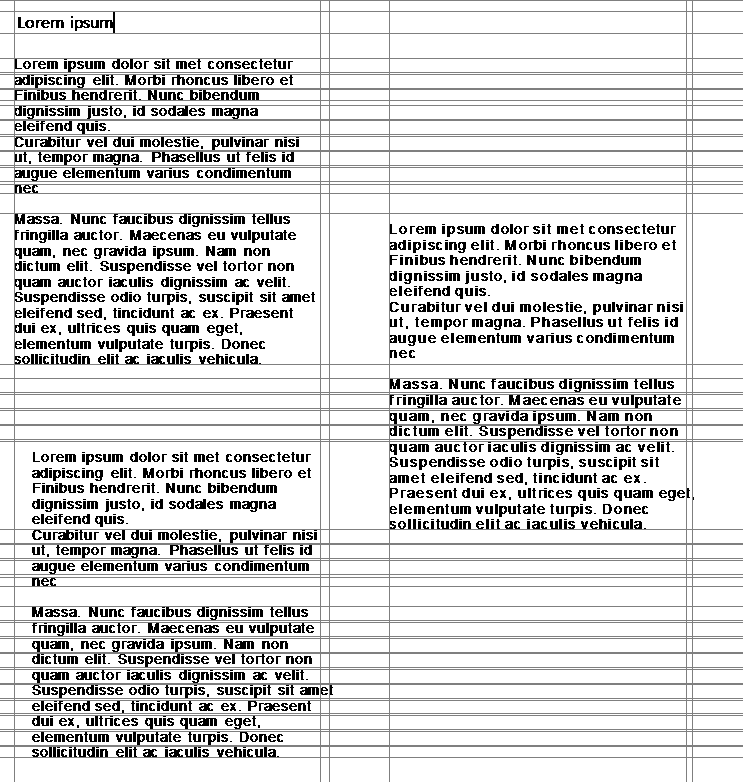 Lorem ipsum
Lorem ipsum dolor sit met consectetur
adipiscing elit. Morbi rhoncus libero et
Finibus hendrerit. Nunc bibendum
dignissim justo, id sodales magna
eleifend quis.
Curabitur vel dui molestie, pulvinar nisi
ut, tempor magna. Phasellus ut felis id
augue elementum varius condimentum
nec
Massa. Nunc faucibus dignissim tellus
fringilla auctor. Maecenas eu vulputate
quam, nec gravida ipsum. Nam non
dictum elit. Suspendisse vel tortor non
quam auctor iaculis dignissim ac velit.
Suspendisse odio turpis, suscipit sit amet
eleifend sed, tincidunt ac ex. Praesent
dui ex, ultrices quis quam eget,
elementum vulputate turpis. Donec
sollicitudin elit ac iaculis vehicula.
Lorem ipsum dolor sit met consectetur
adipiscing elit. Morbi rhoncus libero et
Finibus hendrerit. Nunc bibendum
dignissim justo, id sodales magna
eleifend quis.
Curabitur vel dui molestie, pulvinar nisi
ut, tempor magna. Phasellus ut felis id
augue elementum varius condimentum
nec
Massa. Nunc faucibus dignissim tellus
fringilla auctor. Maecenas eu vulputate
quam, nec gravida ipsum. Nam non
dictum elit. Suspendisse vel tortor non
quam auctor iaculis dignissim ac velit.
Suspendisse odio turpis, suscipit sit amet
eleifend sed, tincidunt ac ex. Praesent
dui ex, ultrices quis quam eget,
elementum vulputate turpis. Donec
sollicitudin elit ac iaculis vehicula.
Lorem ipsum dolor sit met consectetur
adipiscing elit. Morbi rhoncus libero et
Finibus hendrerit. Nunc bibendum
dignissim justo, id sodales magna
eleifend quis.
Curabitur vel dui molestie, pulvinar nisi
ut, tempor magna. Phasellus ut felis id
augue elementum varius condimentum
nec
Massa. Nunc faucibus dignissim tellus
fringilla auctor. Maecenas eu vulputate
quam, nec gravida ipsum. Nam non
dictum elit. Suspendisse vel tortor non
quam auctor iaculis dignissim ac velit.
Suspendisse odio turpis, suscipit sit
amet eleifend sed, tincidunt ac ex.
Praesent dui ex, ultrices quis quam eget,
elementum vulputate turpis. Donec
sollicitudin elit ac iaculis vehicula.